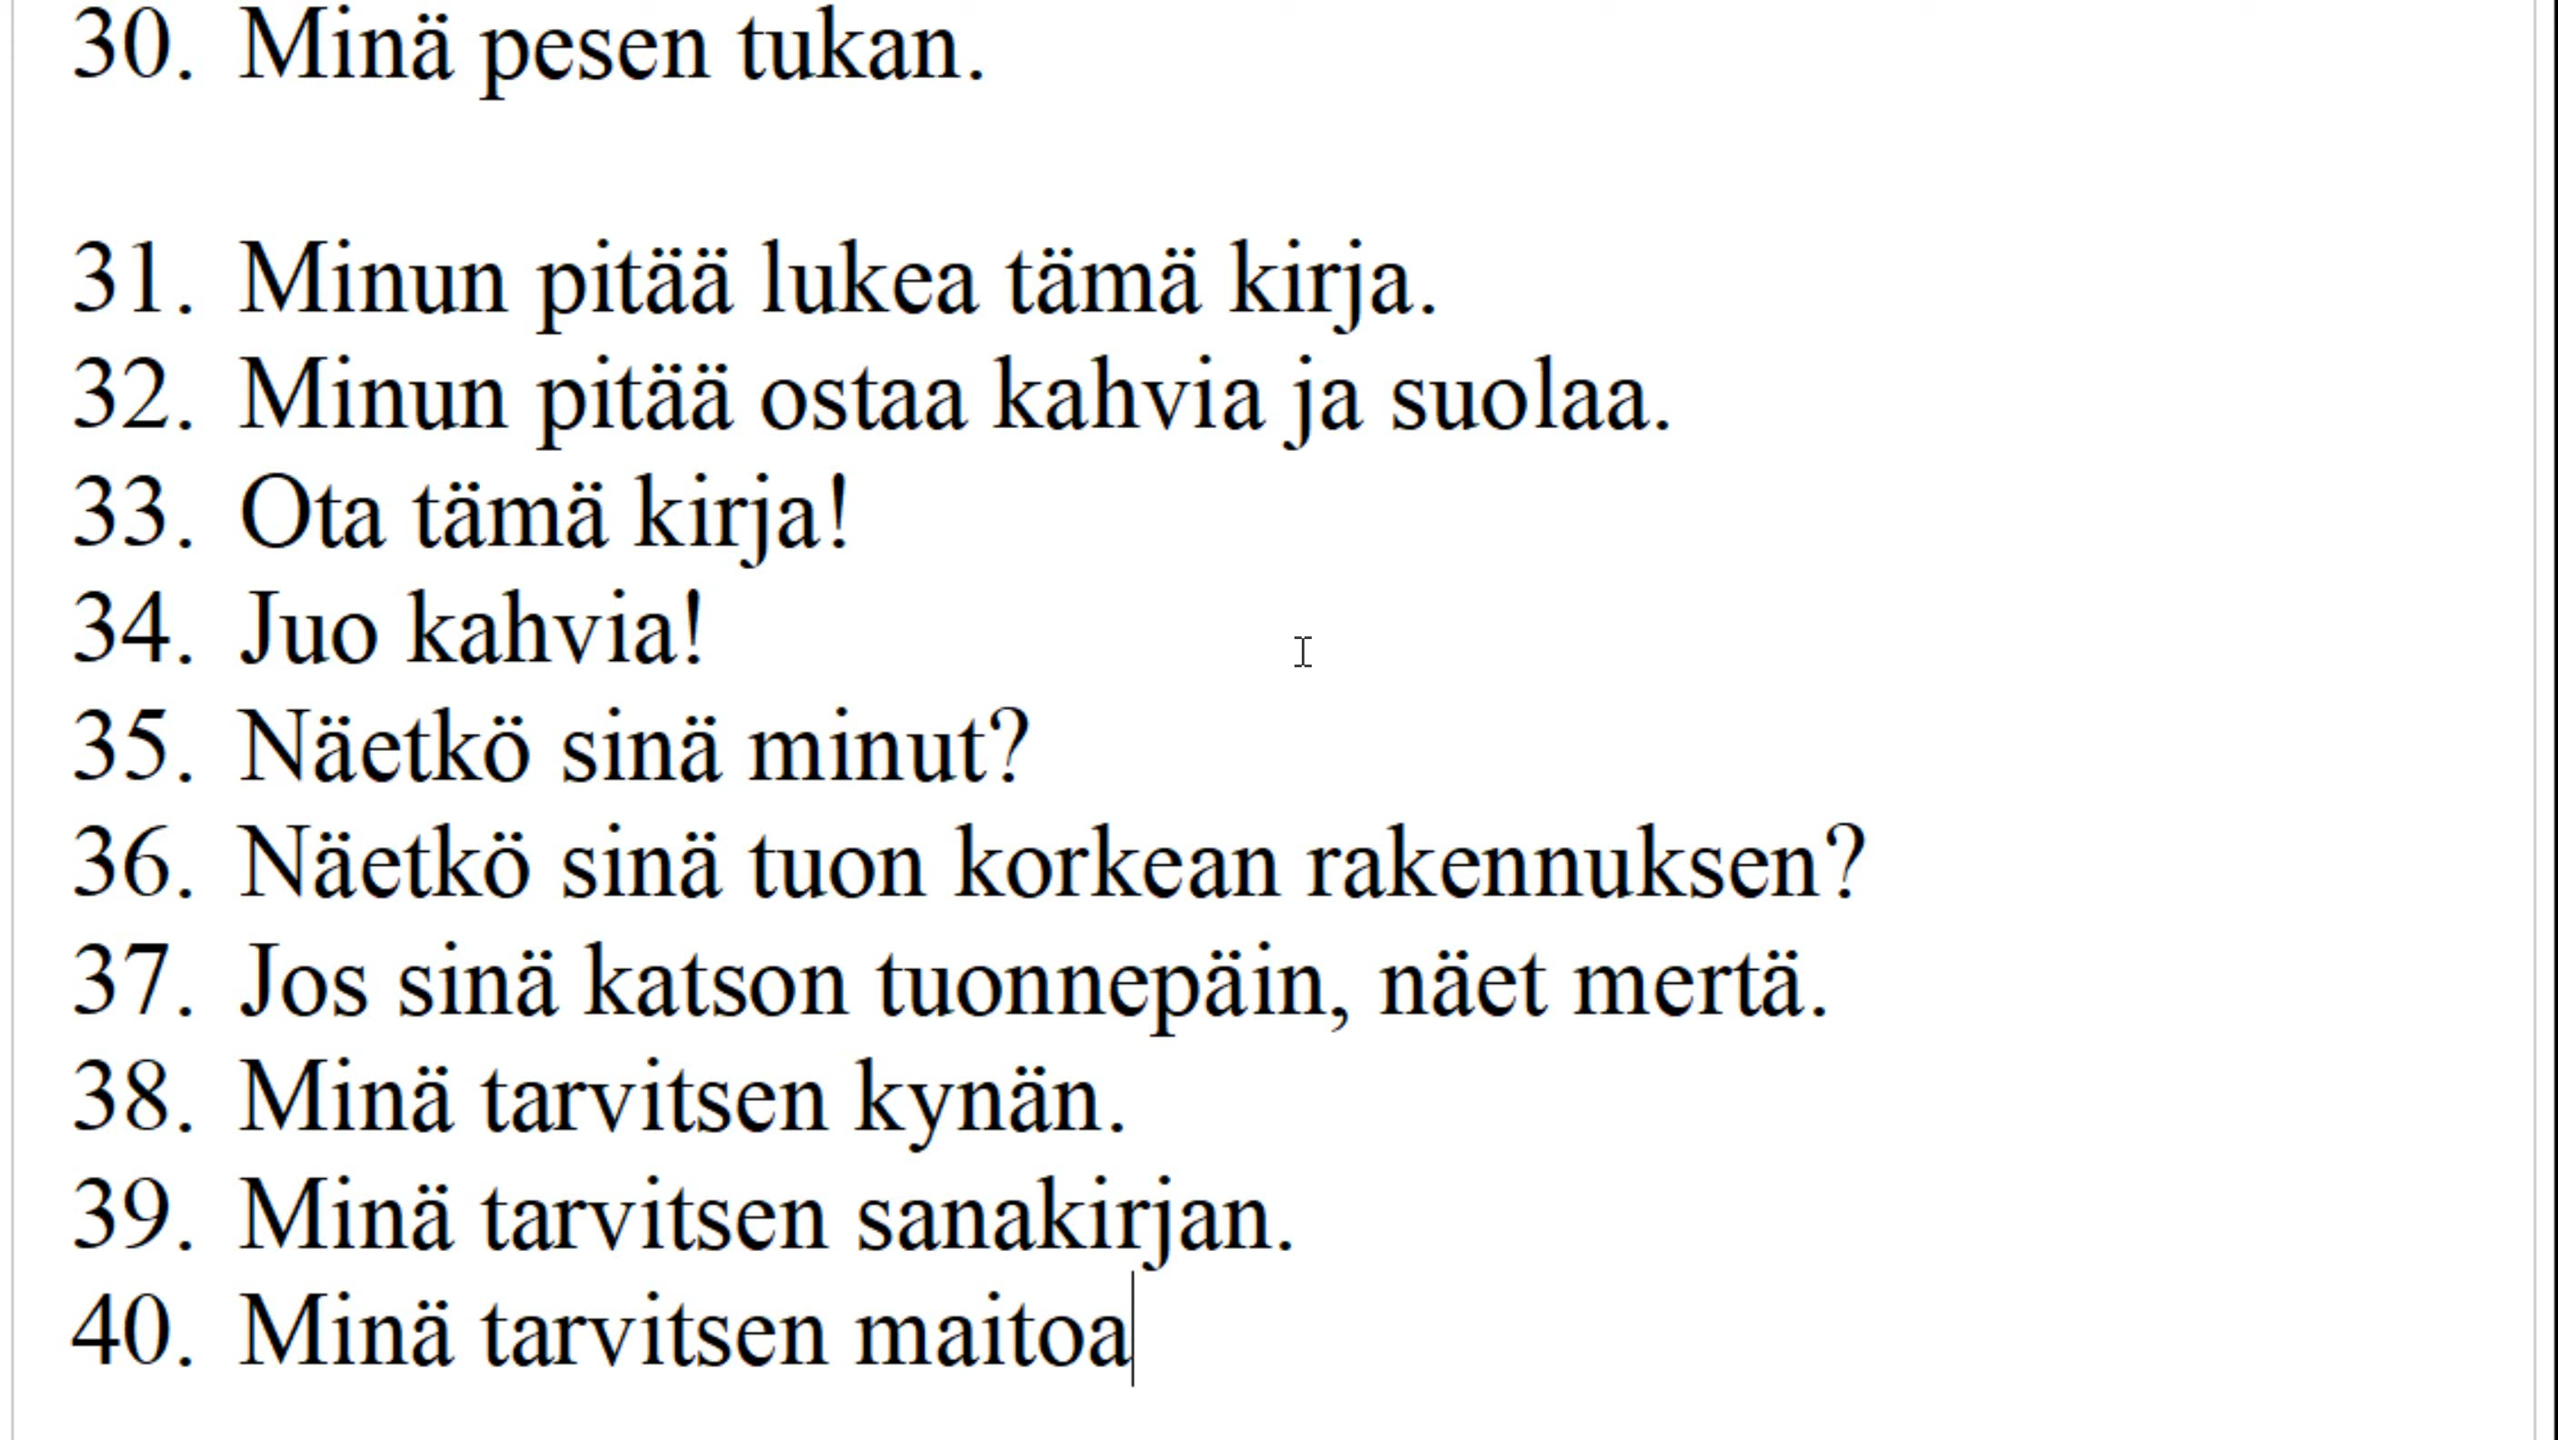 30. Minä pesen tukan.
31. Minun pitää lukea tämä kirja.
32. Minun pitää ostaa kahvia ja suolaa.
33. Ota tämä kirja!
34. Juo kahvia!
35. Näetkö sinä minut?
36. Näetkö sinä tuon korkean rakennuksen?
37. Jos sinä katson tuonnepäin, näet mertä.
38. Minä tarvitsen kynän.
39. Minä tarvitsen sanakirjan.
40. Minä tarvitsen maitoa